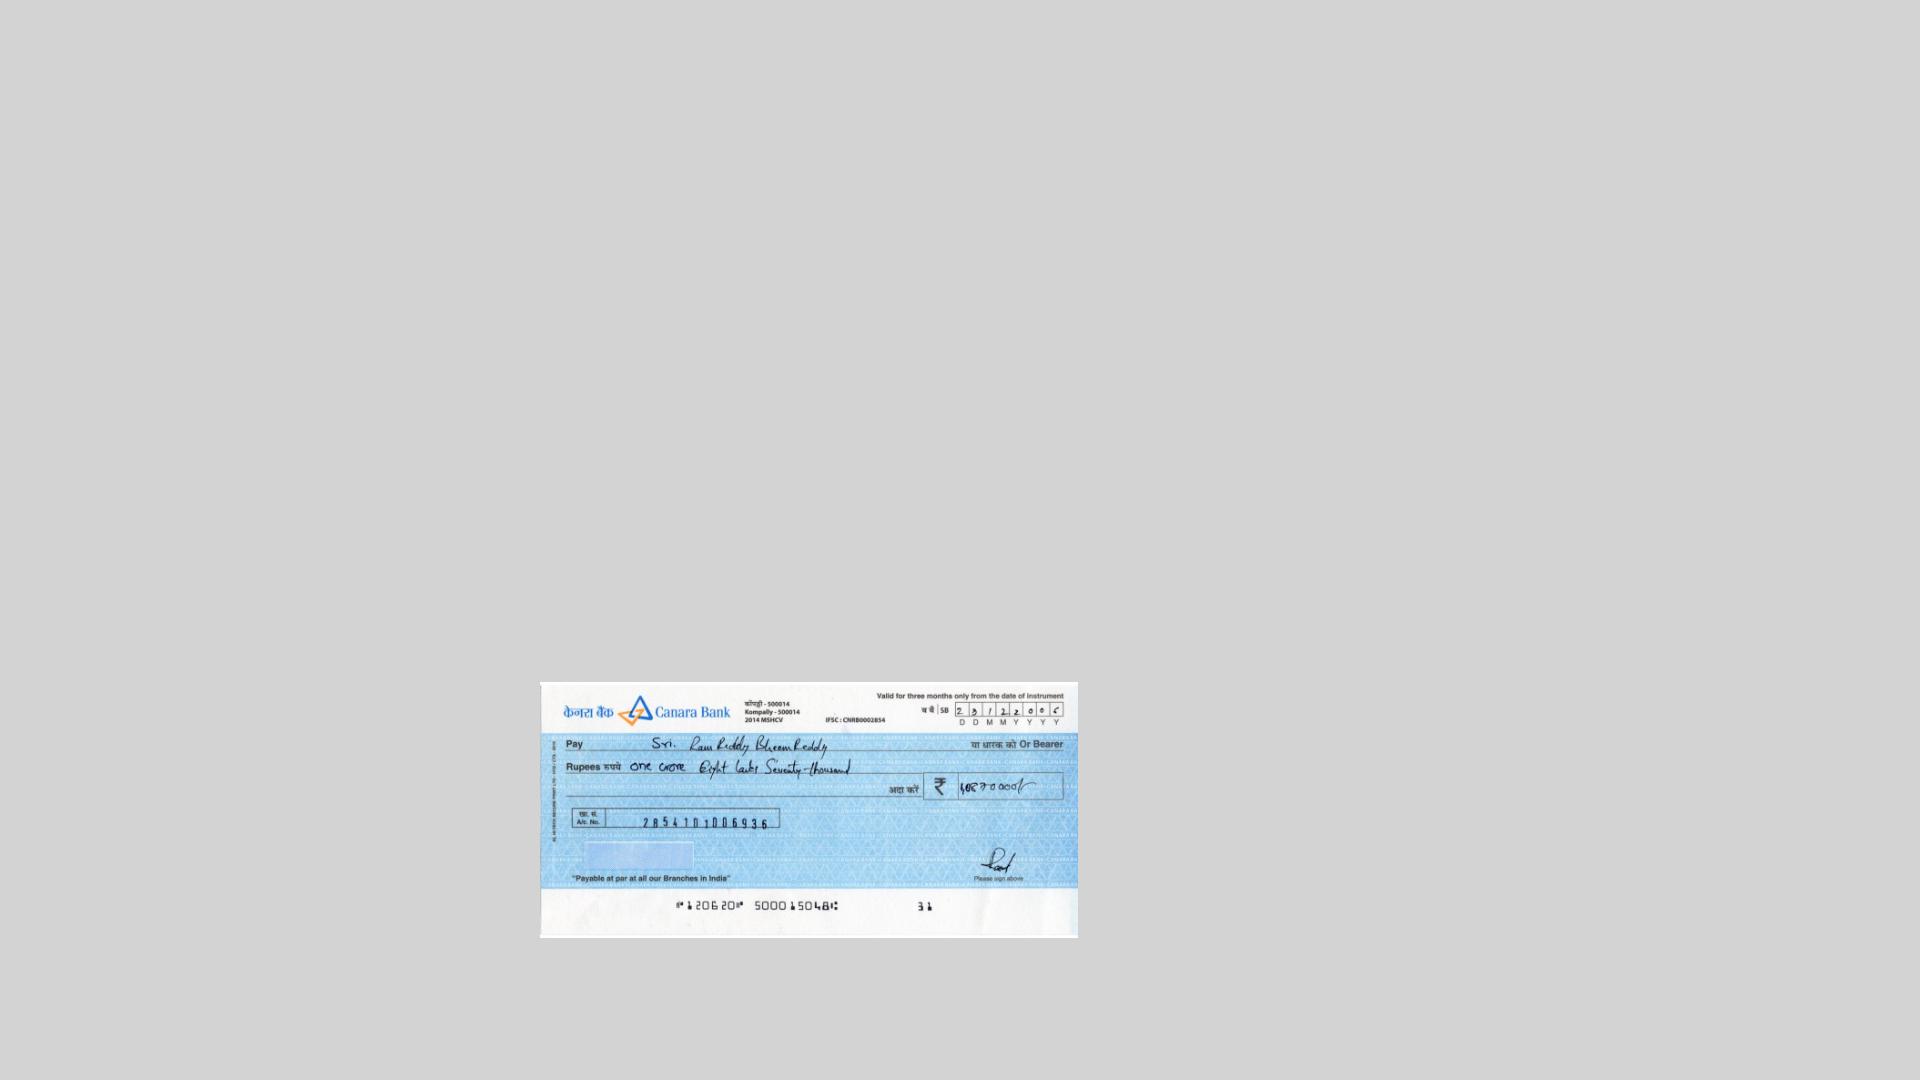 Valid for three months only from the date of instrument
केनरा बैंक Canara Bank
कोंपल्ली - 500014
Kompally - 500014
2014 MSHCV
IFSC : CNRB0002854
ब बैं SB 2 3 1 2 2 0 0 6
D D M M Y Y Y Y
Pay Sri. Ram Reddy Bheem Reddy या धारक को Or Bearer
Rupees रुपये One crore Eight lacks Seventy-thousand
अदा करें ₹ 10870000/-
खा. सं.
A/c. No. 2854101006936
"Payable at par at all our Branches in India"
Please sign above
120620 500015048 31